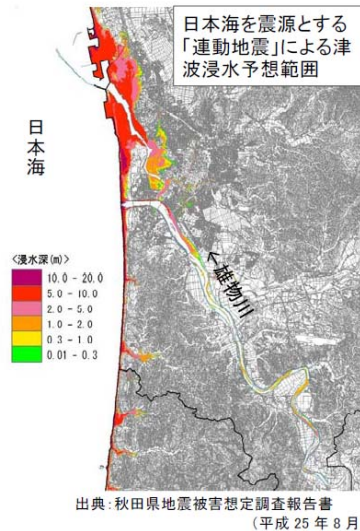 日本海を震源とする
「連動地震」による津
波浸水予想範囲
日本海
<浸水深(m)>
10.0 - 20.0
5.0 - 10.0
2.0 - 5.0
1.0 - 2.0
0.3 - 1.0
0.01 - 0.3
←雄物川
出典：秋田県地震被害想定調査報告書
（平成 25 年 8 月